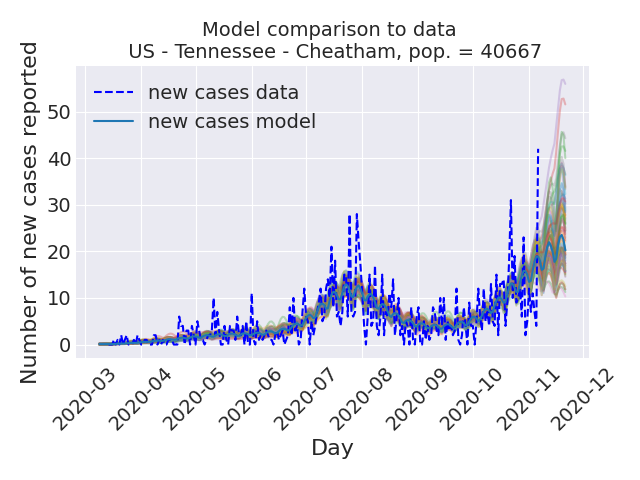 Model comparison to data
US - Tennessee - Cheatham, pop. = 40667
Number of new cases reported
new cases data
new cases model
50
40
30
20
10
0
2020-03
2020-04
2020-05
2020-06
2020-07
2020-08
2020-09
2020-10
2020-11
2020-12
Day